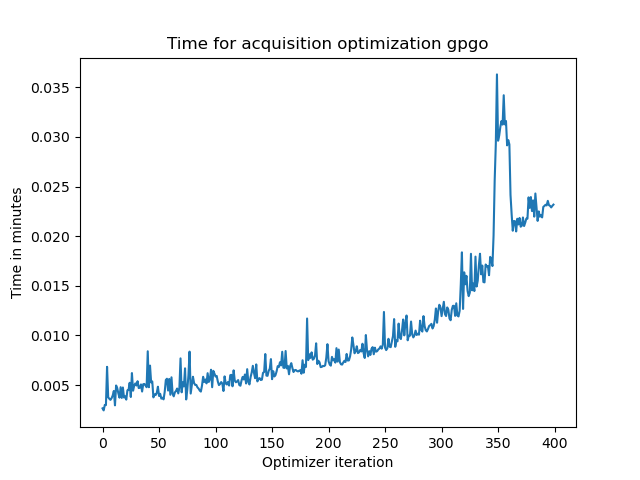 Time for acquisition optimization gpgo
0.035
0.030
0.025
0.020
0.015
0.010
0.005
Time in minutes
0 50 100 150 200 250 300 350 400
Optimizer iteration